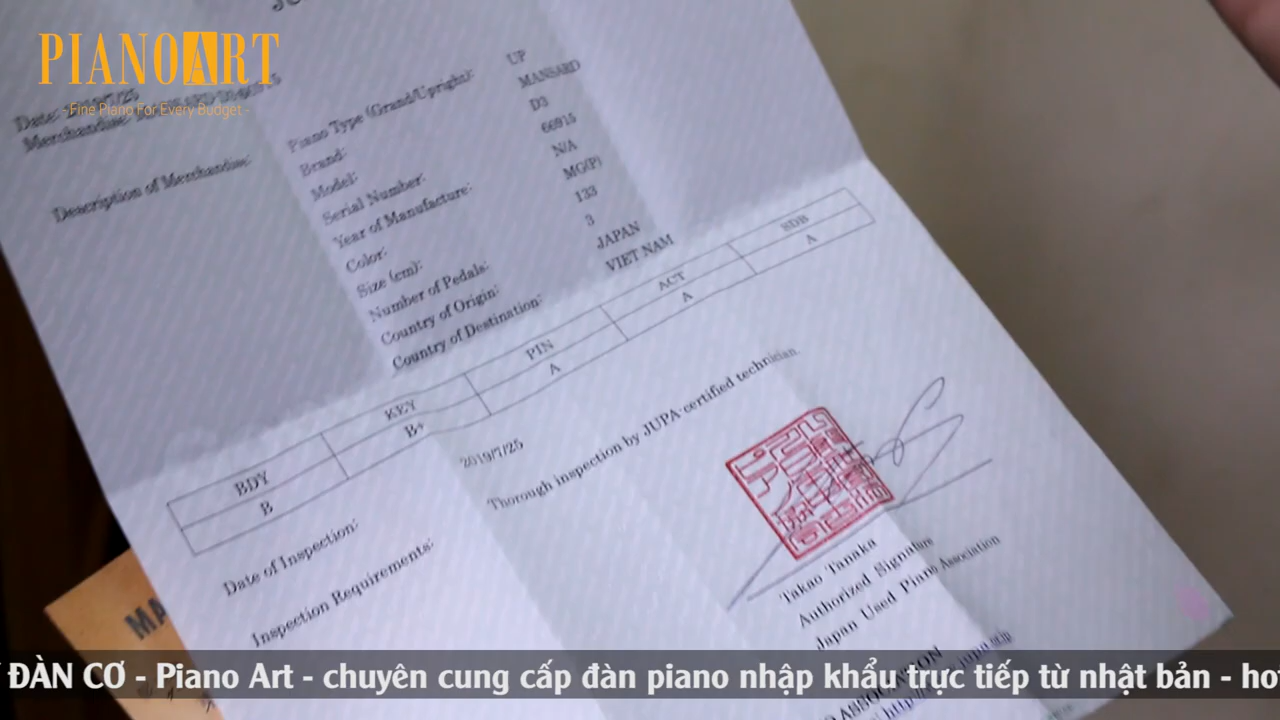 PIANOART
- Fine Piano For Every Budget -
Date:
Merchandise:
Description of Merchandise:
Piano Type (Grand/Upright): UP
Brand: MANSARD
Model: D3
Serial Number: 66915
Year of Manufacture: N/A
Color: MG(P)
Size (cm): 133
Number of Pedals: 3
Country of Origin: JAPAN
Country of Destination: VIET NAM
BDY KEY PIN ACT SDB
B B+ A A A
Date of Inspection: 2019/7/25
Inspection Requirements: Thorough inspection by JUPA-certified technician.
Takao Tanaka
Authorized Signature
Japan Used Piano Association
MA
ĐÀN CƠ - Piano Art - chuyên cung cấp đàn piano nhập khẩu trực tiếp từ nhật bản -